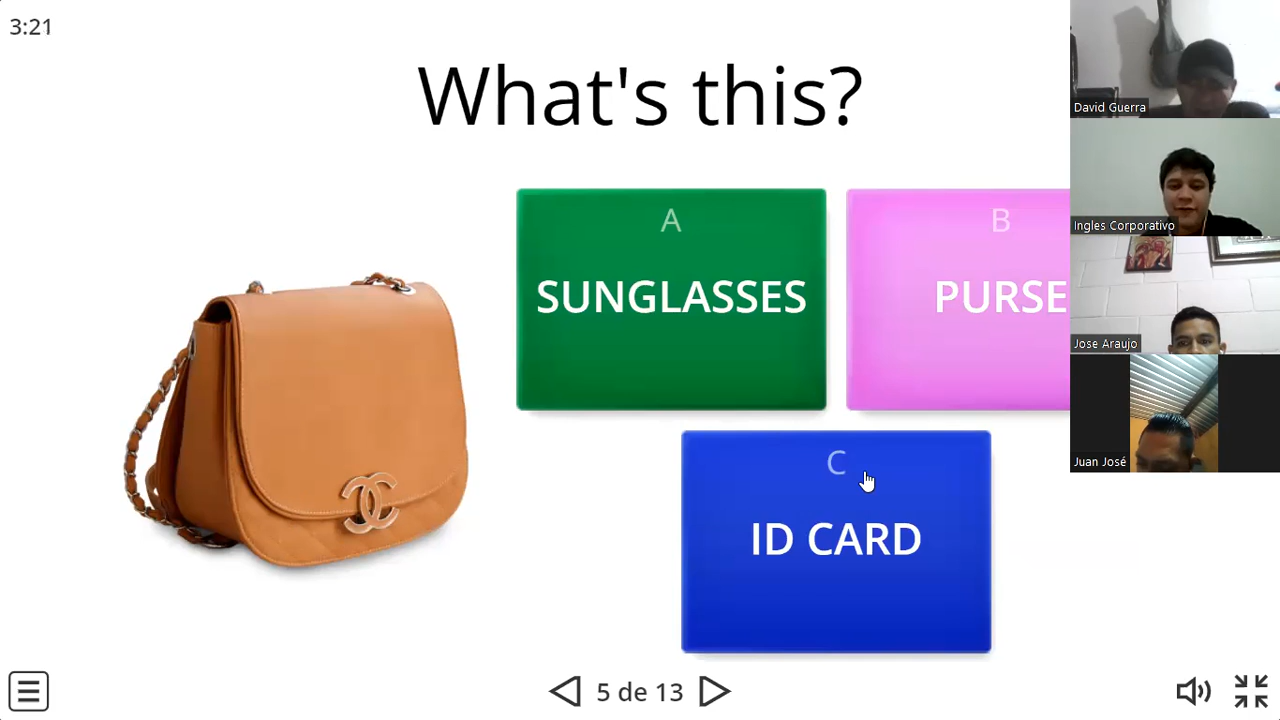 3:21
What's this?
A
SUNGLASSES
B
PURSE
C
ID CARD
5 de 13
David Guerra
Ingles Corporativo
Jose Araujo
Juan José